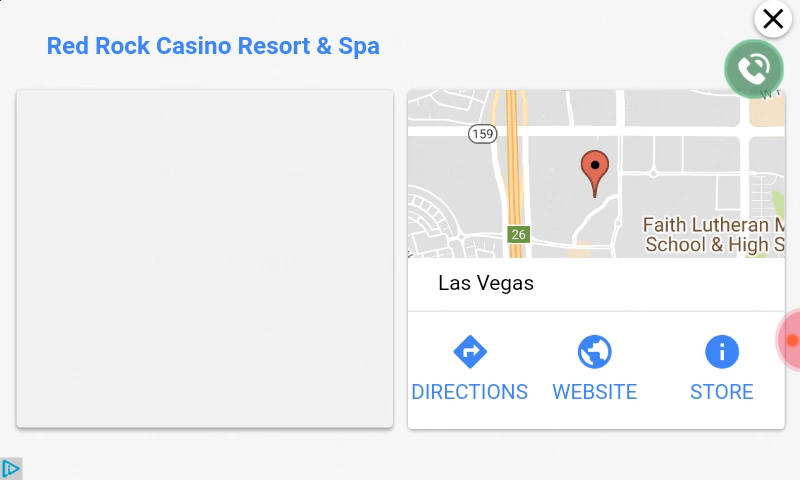 Red Rock Casino Resort & Spa
159
26
Faith Lutheran M
School & High S
Las Vegas
DIRECTIONS
WEBSITE
STORE